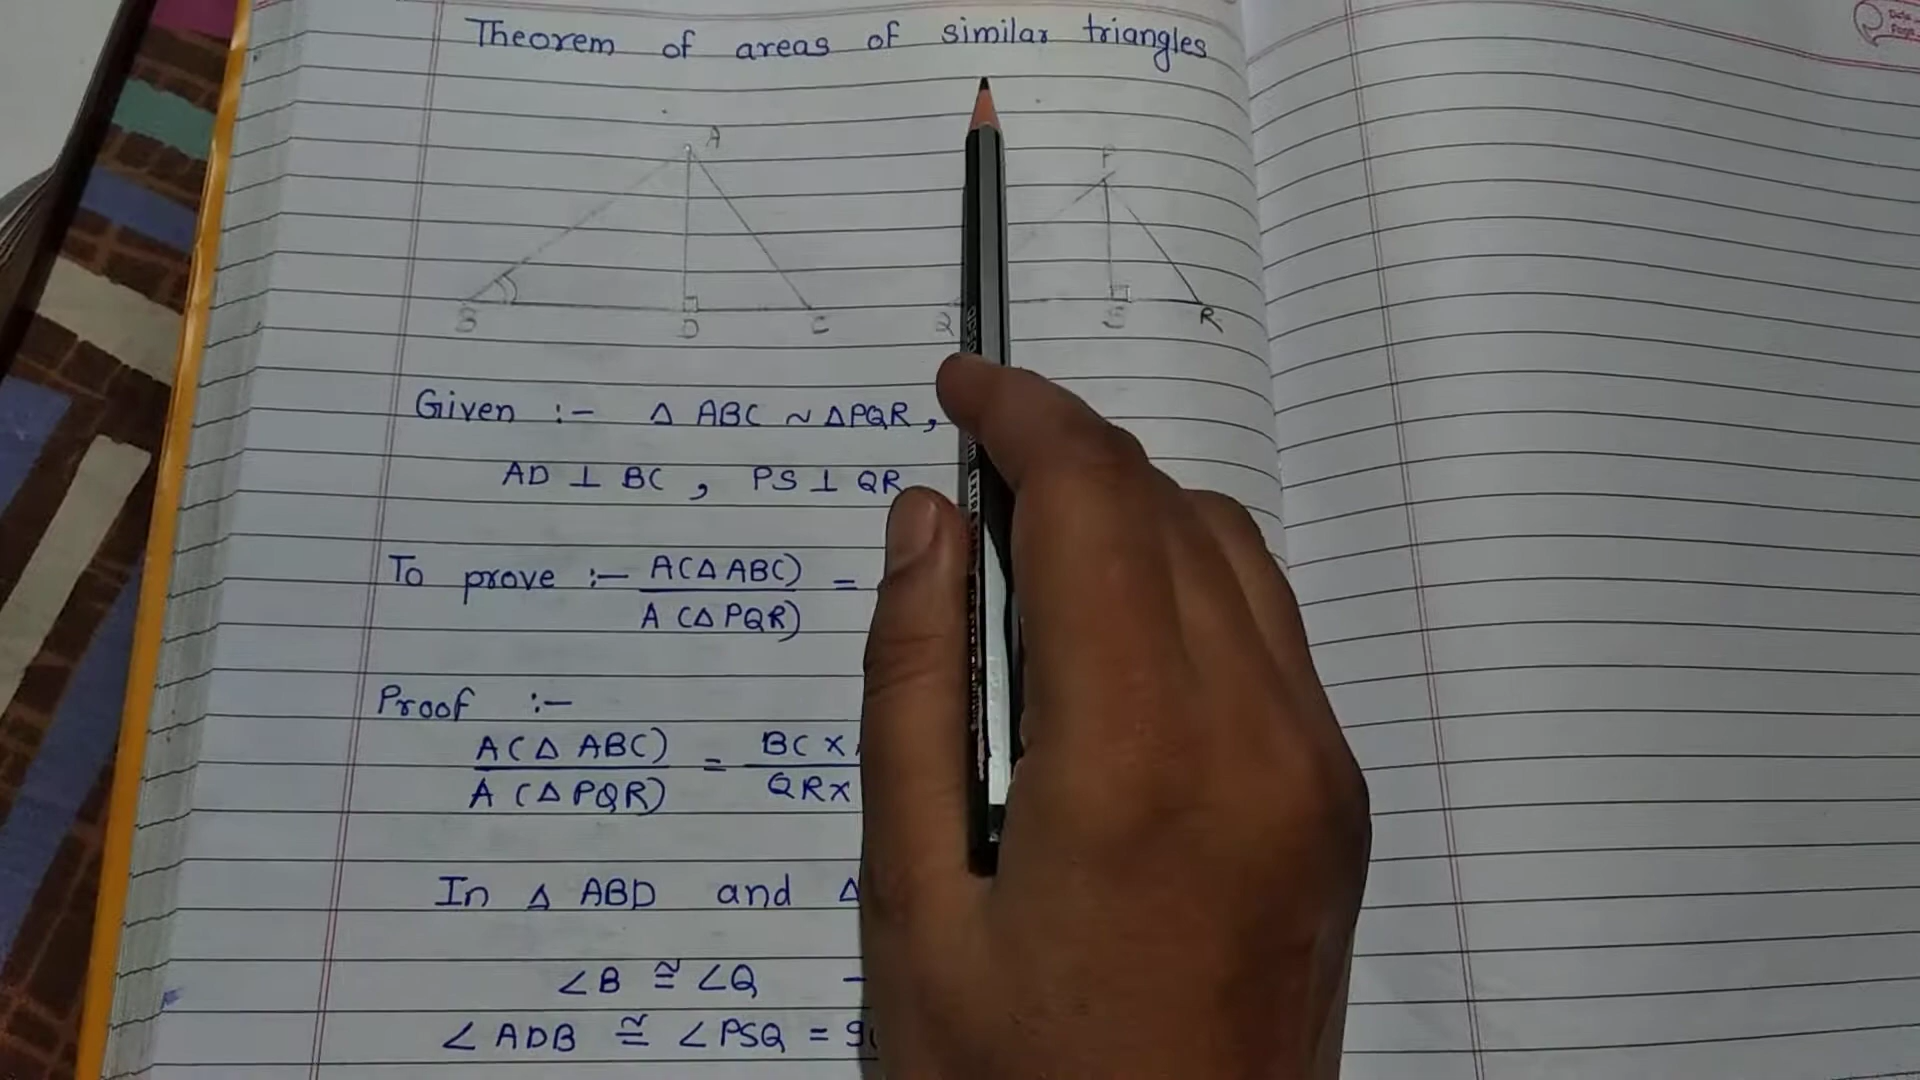 Theorem of areas of similar triangles
A
P
B D C Q S R
Given :- △ ABC ~ △PQR,
AD ⊥ BC , PS ⊥ QR
To prove :- A(△ ABC) =
A (△ PQR)
Proof :-
A(△ ABC) = BC ×
A (△ PQR) QR×
In △ ABD and △
∠B ≅ ∠Q -
∠ ADB ≅ ∠PSQ = 9